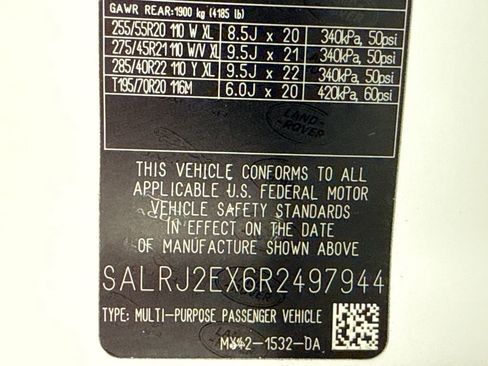 GAWR REAR:1900 kg (4185 lb)
255/55R20 110 W XL 8.5J x 20 340kPa, 50psi
275/45R21 110 W/V XL 9.5J x 21 340kPa, 50psi
285/40R22 110 Y XL 9.5J x 22 340kPa, 50psi
T195/70R20 116M 6.0J x 20 420kPa, 60psi
LAND-
ROVER
THIS VEHICLE CONFORMS TO ALL
APPLICABLE U.S. FEDERAL MOTOR
VEHICLE SAFETY STANDARDS
IN EFFECT ON THE DATE
OF MANUFACTURE SHOWN ABOVE
SALRJ2EX6R2497944
TYPE: MULTI-PURPOSE PASSENGER VEHICLE
-1532-DA